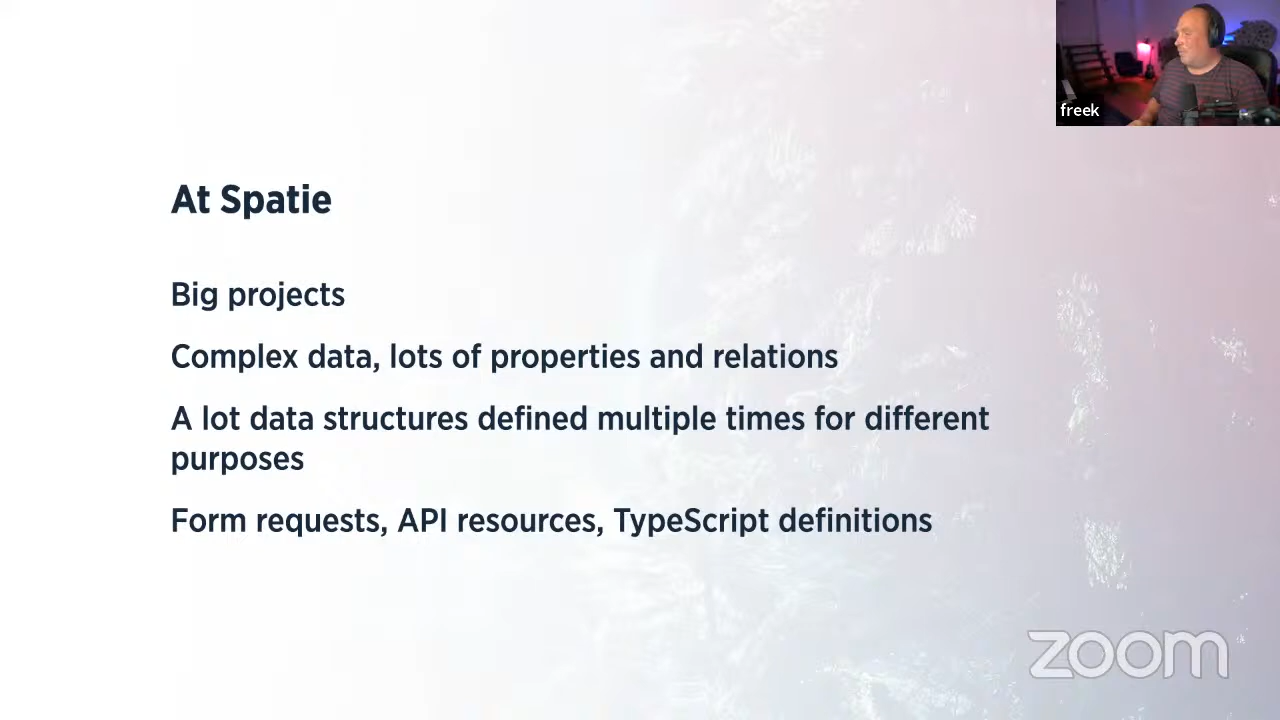 freek
At Spatie
Big projects
Complex data, lots of properties and relations
A lot data structures defined multiple times for different
purposes
Form requests, API resources, TypeScript definitions
zoom